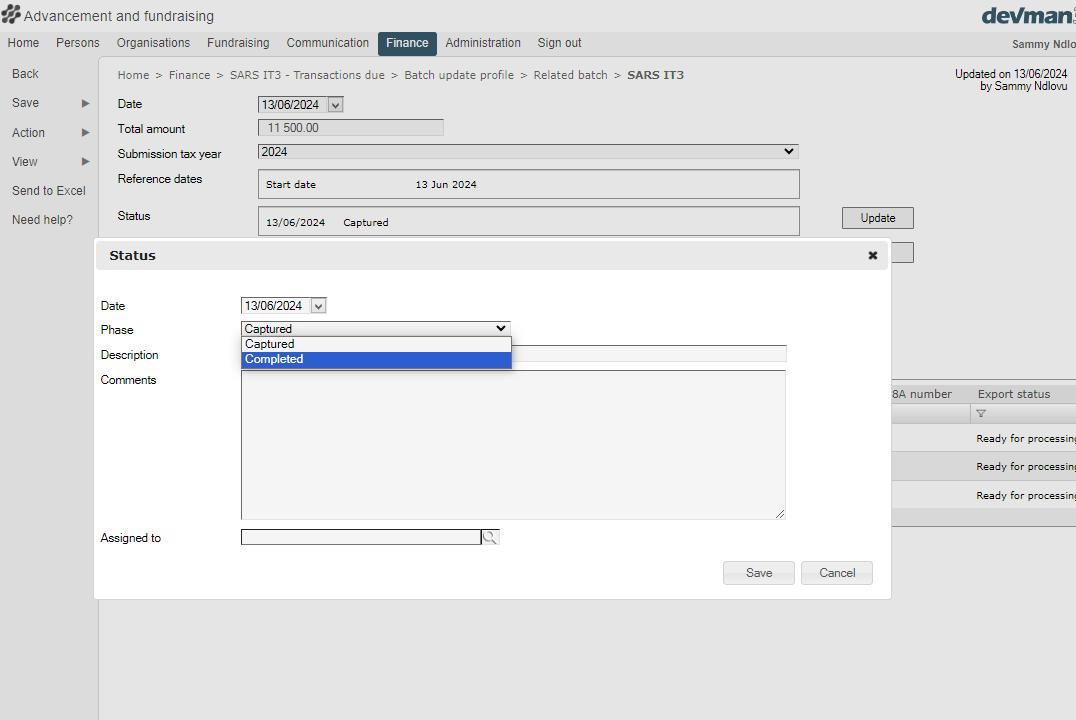 Advancement and fundraising
devman
Home Persons Organisations Fundraising Communication Finance Administration Sign out
Sammy Ndlo
Back
Save
Action
View
Send to Excel
Need help?
Home > Finance > SARS IT3 - Transactions due > Batch update profile > Related batch > SARS IT3
Updated on 13/06/2024
by Sammy Ndlovu
Date 13/06/2024
Total amount 11 500.00
Submission tax year 2024
Reference dates Start date 13 Jun 2024
Status 13/06/2024 Captured Update
Status
Date 13/06/2024
Phase Captured
Captured
Completed
Description
Comments
Assigned to
Save Cancel
8A number Export status
Ready for processing
Ready for processing
Ready for processing